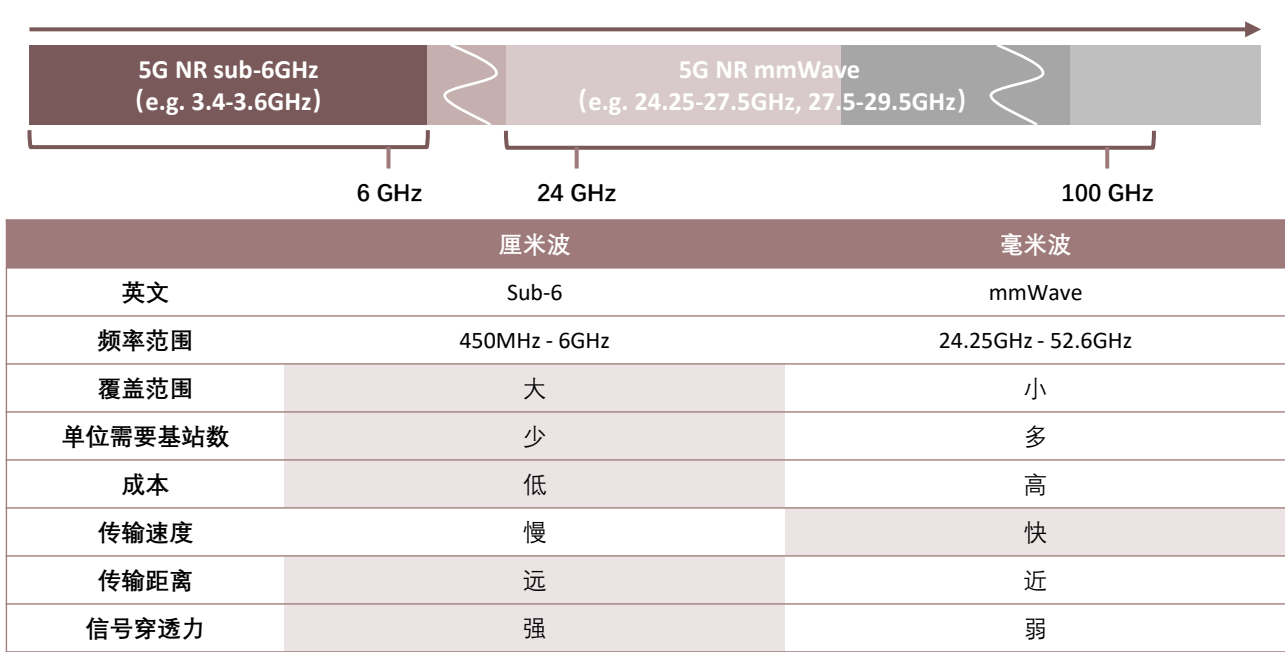 5G NR sub-6GHz
（e.g. 3.4-3.6GHz）
5G NR mmWave
（e.g. 24.25-27.5GHz, 27.5-29.5GHz）
6 GHz
24 GHz
100 GHz
厘米波 毫米波
英文 Sub-6 mmWave
频率范围 450MHz - 6GHz 24.25GHz - 52.6GHz
覆盖范围 大 小
单位需要基站数 少 多
成本 低 高
传输速度 慢 快
传输距离 远 近
信号穿透力 强 弱